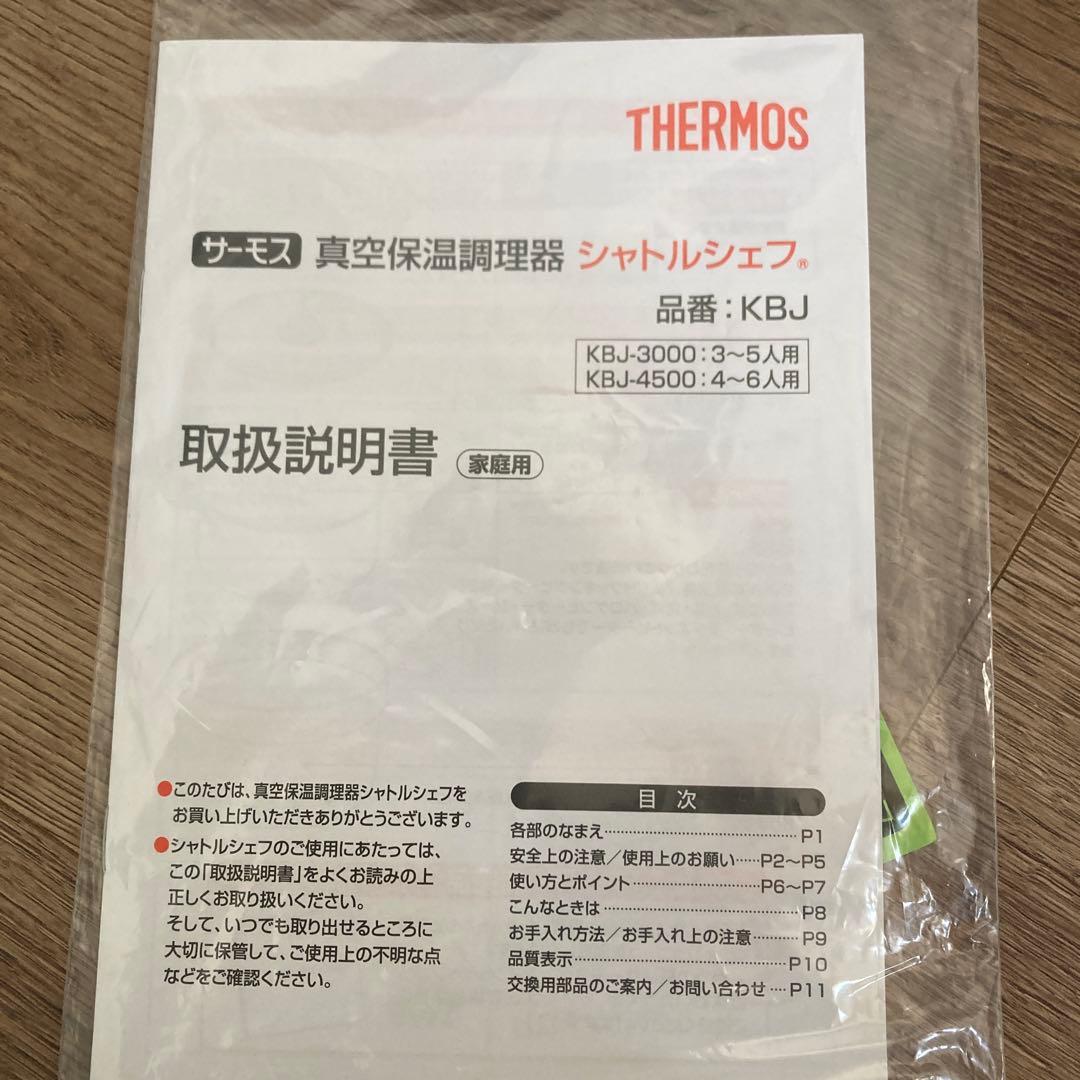 THERMOS
サーモス 真空保温調理器 シャトルシェフ®
品番：KBJ
KBJ-3000：3〜5人用
KBJ-4500：4〜6人用
取扱説明書 家庭用
●このたびは、真空保温調理器シャトルシェフを
お買い上げいただきありがとうございます。
●シャトルシェフのご使用にあたっては、
この「取扱説明書」をよくお読みの上
正しくお取り扱いください。
そして、いつでも取り出せるところに
大切に保管して、ご使用上の不明な点
などをご確認ください。
目次
各部のなまえ……………………………P1
安全上の注意／使用上のお願い……P2〜P5
使い方とポイント…………………P6〜P7
こんなときは……………………………P8
お手入れ方法／お手入れ上の注意………P9
品質表示…………………………………P10
交換用部品のご案内／お問い合わせ…P11